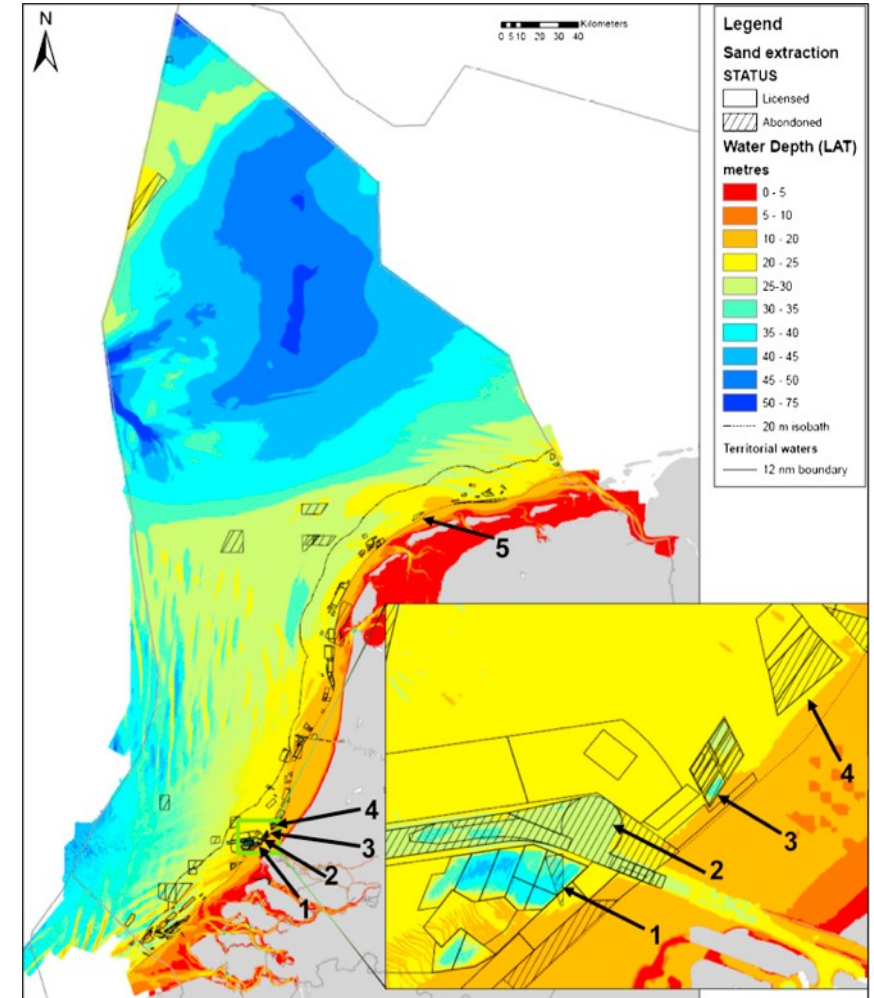 N
Kilometers
0 5 10 20 30 40
Legend
Sand extraction
STATUS
Licensed
Abondoned
Water Depth (LAT)
metres
0 - 5
5 - 10
10 - 20
20 - 25
25-30
30 - 35
35 - 40
40 - 45
45 - 50
50 - 75
20 m isobath
Territorial waters
12 nm boundary
5
4
3
2
1
4
3
2
1